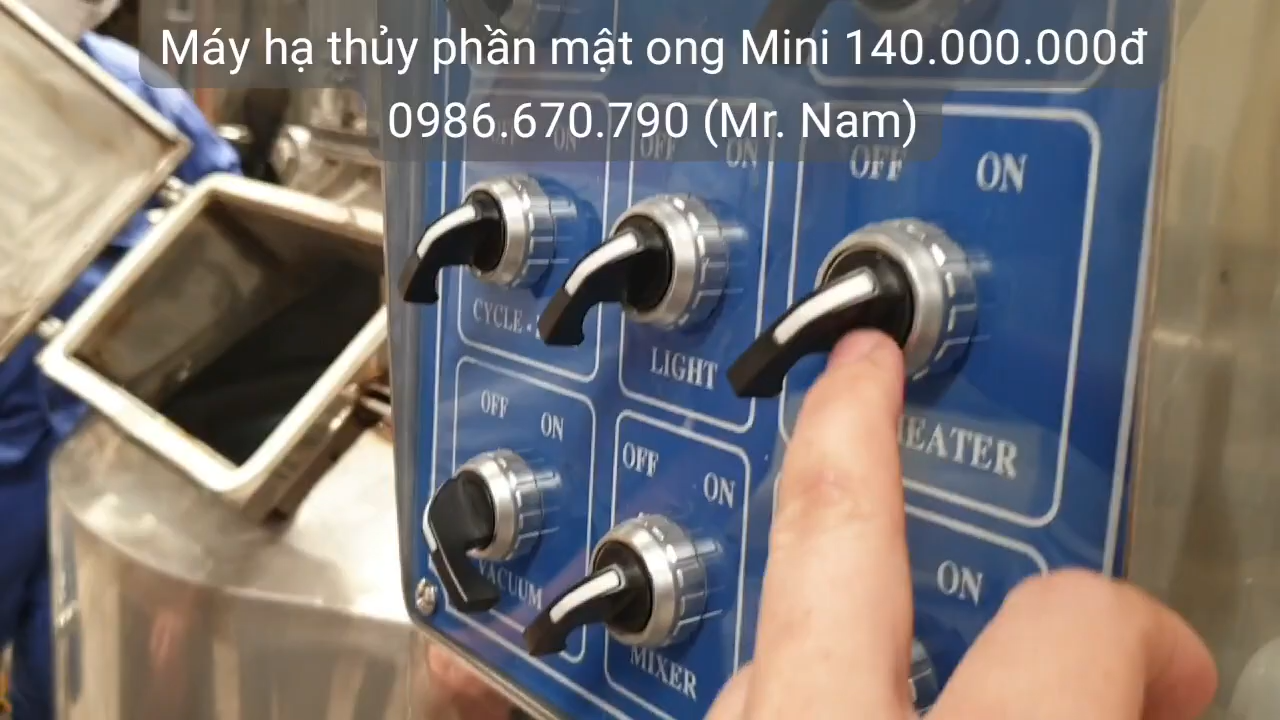 Máy hạ thủy phần mật ong Mini 140.000.000đ
0986.670.790 (Mr. Nam)
ON
OFF ON
OFF ON
CYCLE -
LIGHT
HEATER
OFF ON
OFF ON
ON
VACUUM
MIXER